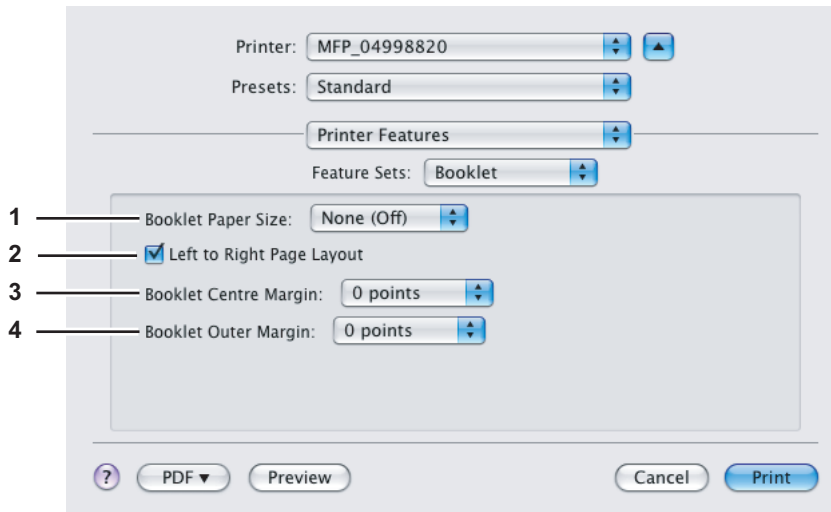 Printer: MFP_04998820
Presets: Standard
Printer Features
Feature Sets: Booklet
1 Booklet Paper Size: None (Off)
2 Left to Right Page Layout
3 Booklet Centre Margin: 0 points
4 Booklet Outer Margin: 0 points
? PDF ▼ Preview Cancel Print